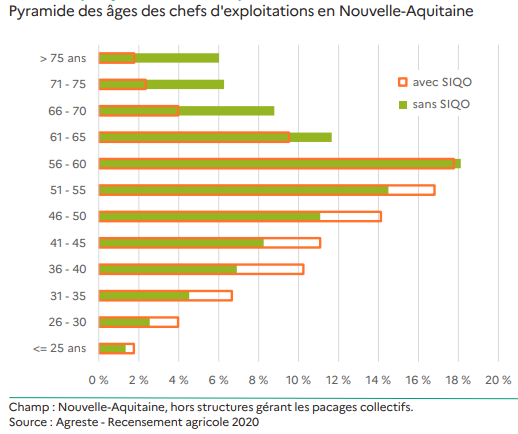 Pyramide des âges des chefs d'exploitations en Nouvelle-Aquitaine
> 75 ans
71 - 75
66 - 70
61 - 65
56 - 60
51 - 55
46 - 50
41 - 45
36 - 40
31 - 35
26 - 30
<= 25 ans
avec SIQO
sans SIQO
0 % 2 % 4 % 6 % 8 % 10 % 12 % 14 % 16 % 18 % 20 %
Champ : Nouvelle-Aquitaine, hors structures gérant les pacages collectifs.
Source : Agreste - Recensement agricole 2020